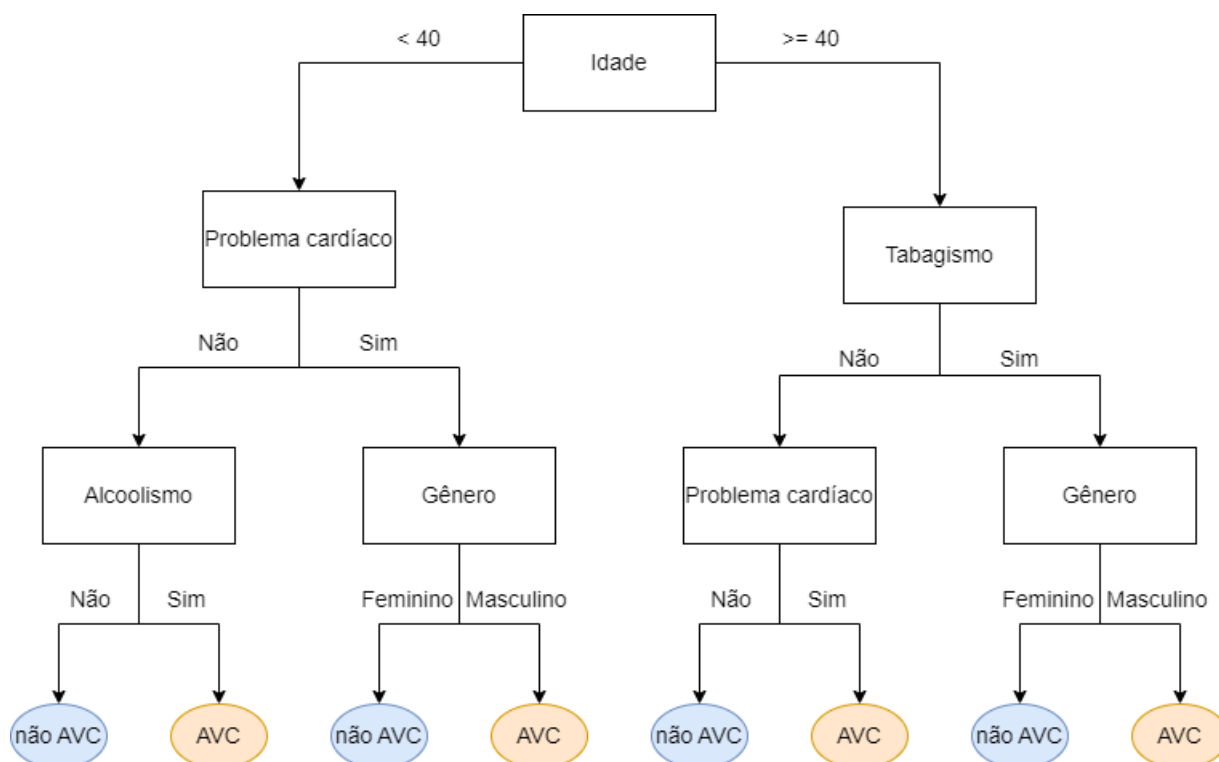 < 40
>= 40
Idade
Problema cardíaco
Tabagismo
Não
Sim
Não
Sim
Alcoolismo
Gênero
Problema cardíaco
Gênero
Não
Sim
Feminino
Masculino
Não
Sim
Feminino
Masculino
não AVC
AVC
não AVC
AVC
não AVC
AVC
não AVC
AVC